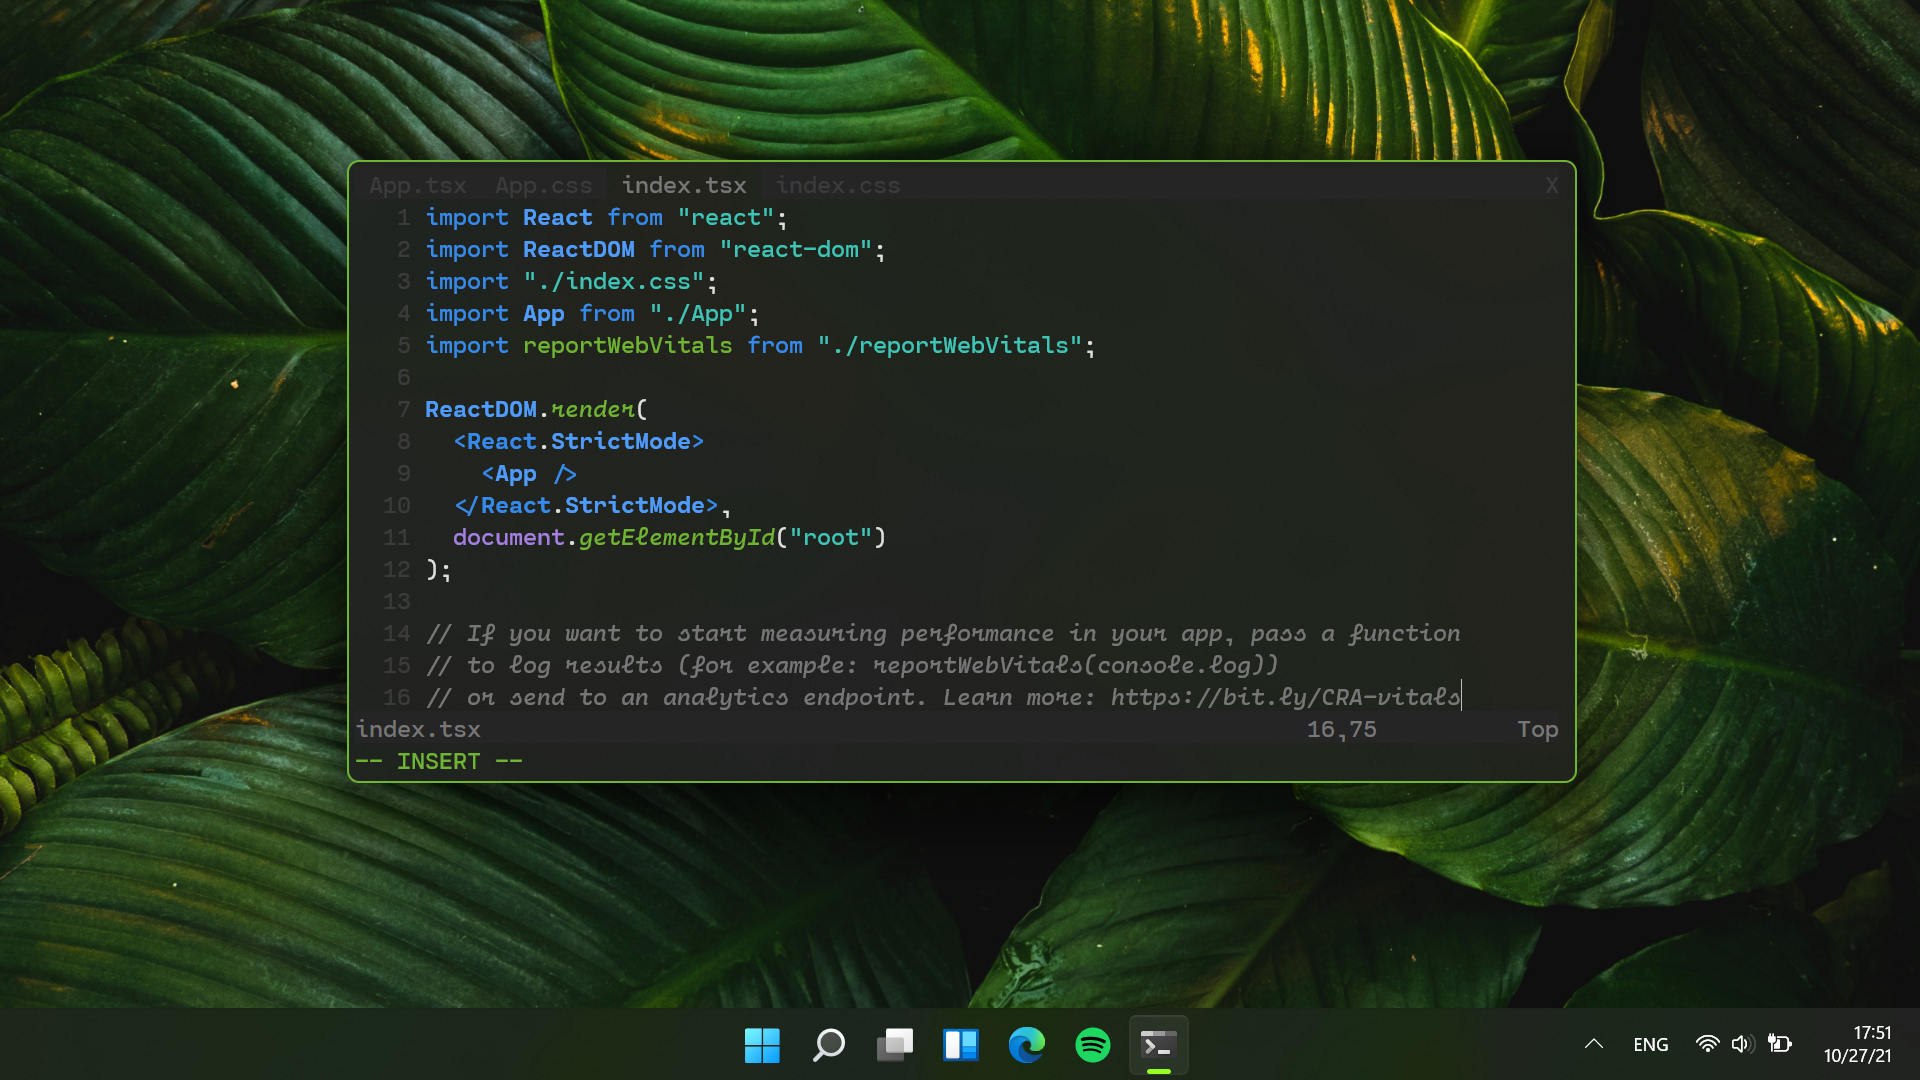 App.tsx App.css index.tsx index.css X
1 import React from "react";
2 import ReactDOM from "react-dom";
3 import "./index.css";
4 import App from "./App";
5 import reportWebVitals from "./reportWebVitals";
6
7 ReactDOM.render(
8   <React.StrictMode>
9     <App />
10   </React.StrictMode>,
11   document.getElementById("root")
12 );
13
14 // If you want to start measuring performance in your app, pass a function
15 // to log results (for example: reportWebVitals(console.log))
16 // or send to an analytics endpoint. Learn more: https://bit.ly/CRA-vitals
index.tsx 16,75 Top
-- INSERT --
ENG 17:51
10/27/21